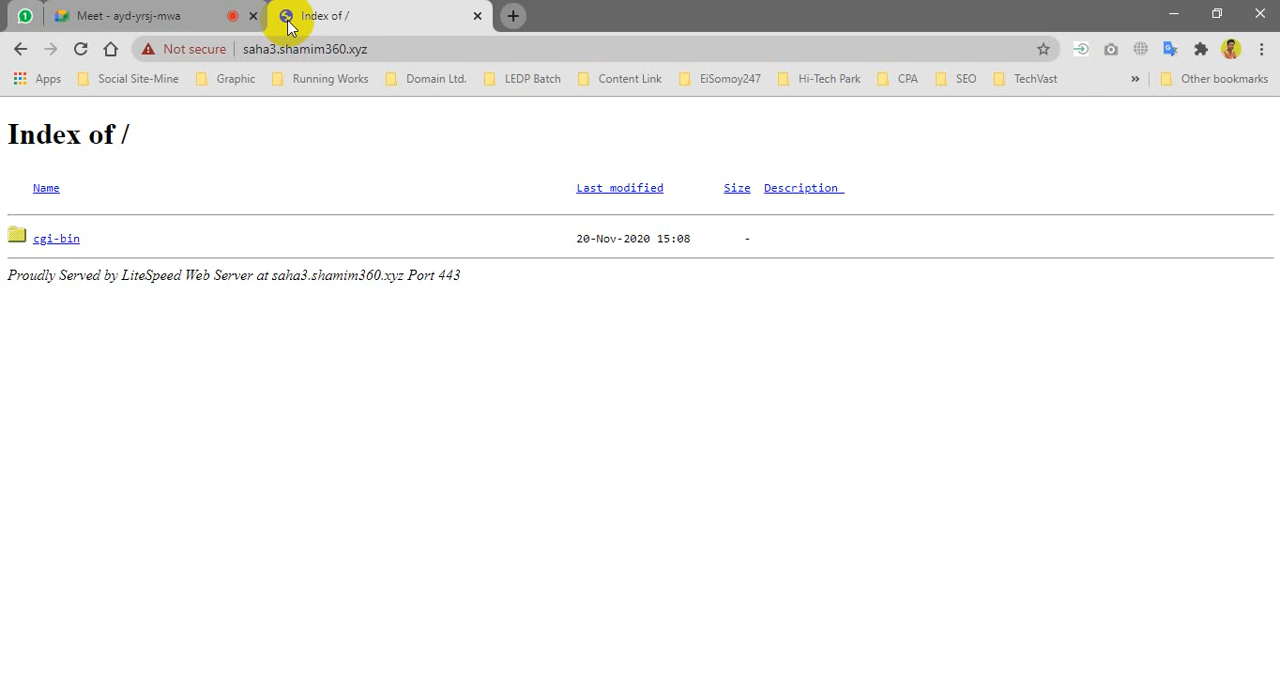 1 Meet - ayd-yrsj-mwa Index of /
Not secure saha3.shamim360.xyz
Apps Social Site-Mine Graphic Running Works Domain Ltd. LEDP Batch Content Link EiSomoy247 Hi-Tech Park CPA SEO TechVast » Other bookmarks
Index of /
Name Last modified Size Description
cgi-bin 20-Nov-2020 15:08 -
Proudly Served by LiteSpeed Web Server at saha3.shamim360.xyz Port 443